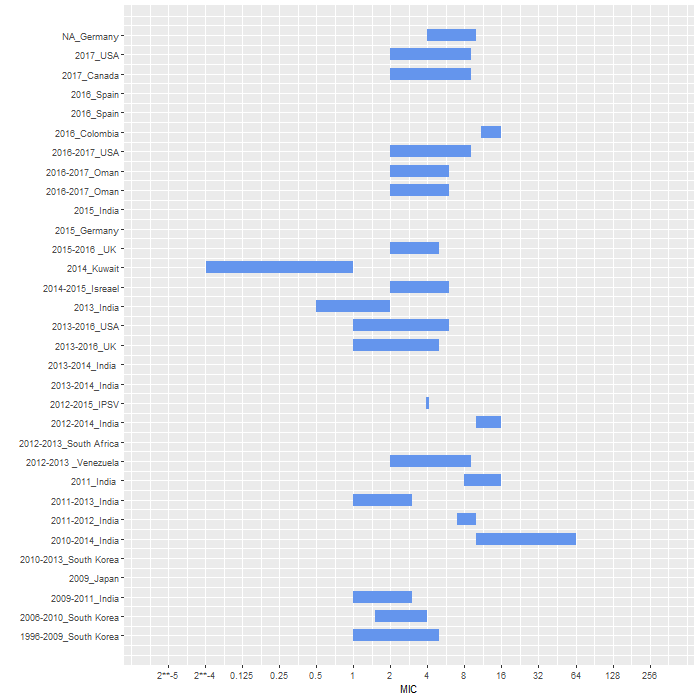 NA_Germany
2017_USA
2017_Canada
2016_Spain
2016_Spain
2016_Colombia
2016-2017_USA
2016-2017_Oman
2016-2017_Oman
2015_India
2015_Germany
2015-2016 _UK
2014_Kuwait
2014-2015_Isreael
2013_India
2013-2016_USA
2013-2016_UK
2013-2014_India
2013-2014_India
2012-2015_IPSV
2012-2014_India
2012-2013_South Africa
2012-2013 _Venezuela
2011_India
2011-2013_India
2011-2012_India
2010-2014_India
2010-2013_South Korea
2009_Japan
2009-2011_India
2006-2010_South Korea
1996-2009_South Korea
2**-5 2**-4 0.125 0.25 0.5 1 2 4 8 16 32 64 128 256
MIC